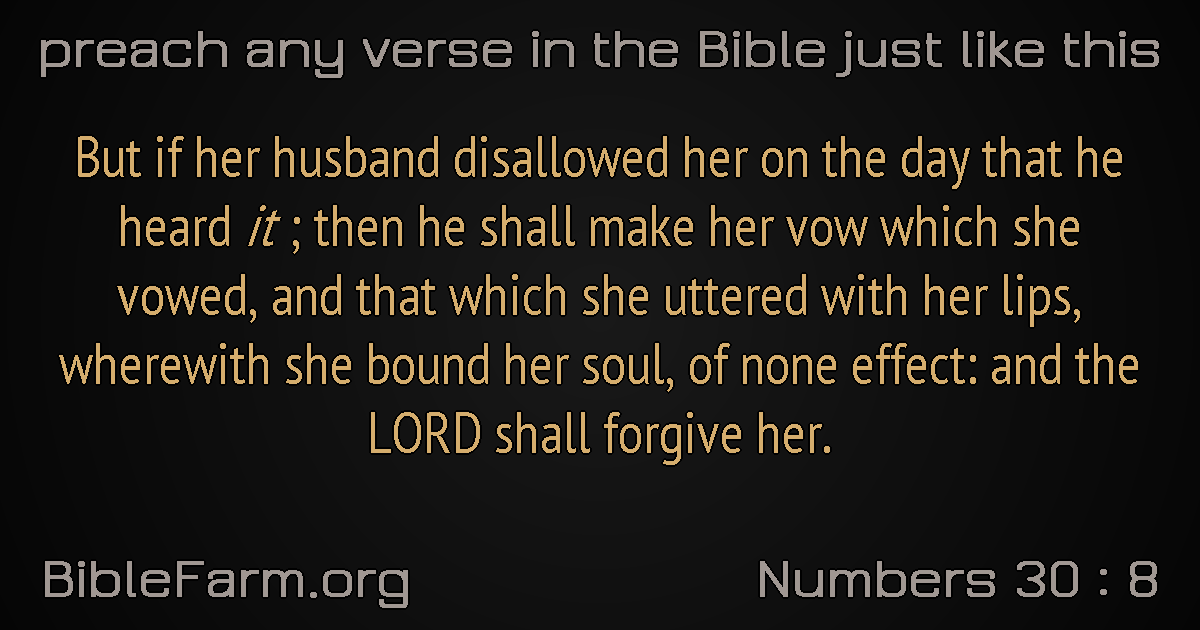 preach any verse in the Bible just like this
But if her husband disallowed her on the day that he
heard it ; then he shall make her vow which she
vowed, and that which she uttered with her lips,
wherewith she bound her soul, of none effect: and the
LORD shall forgive her.
BibleFarm.org
Numbers 30 : 8